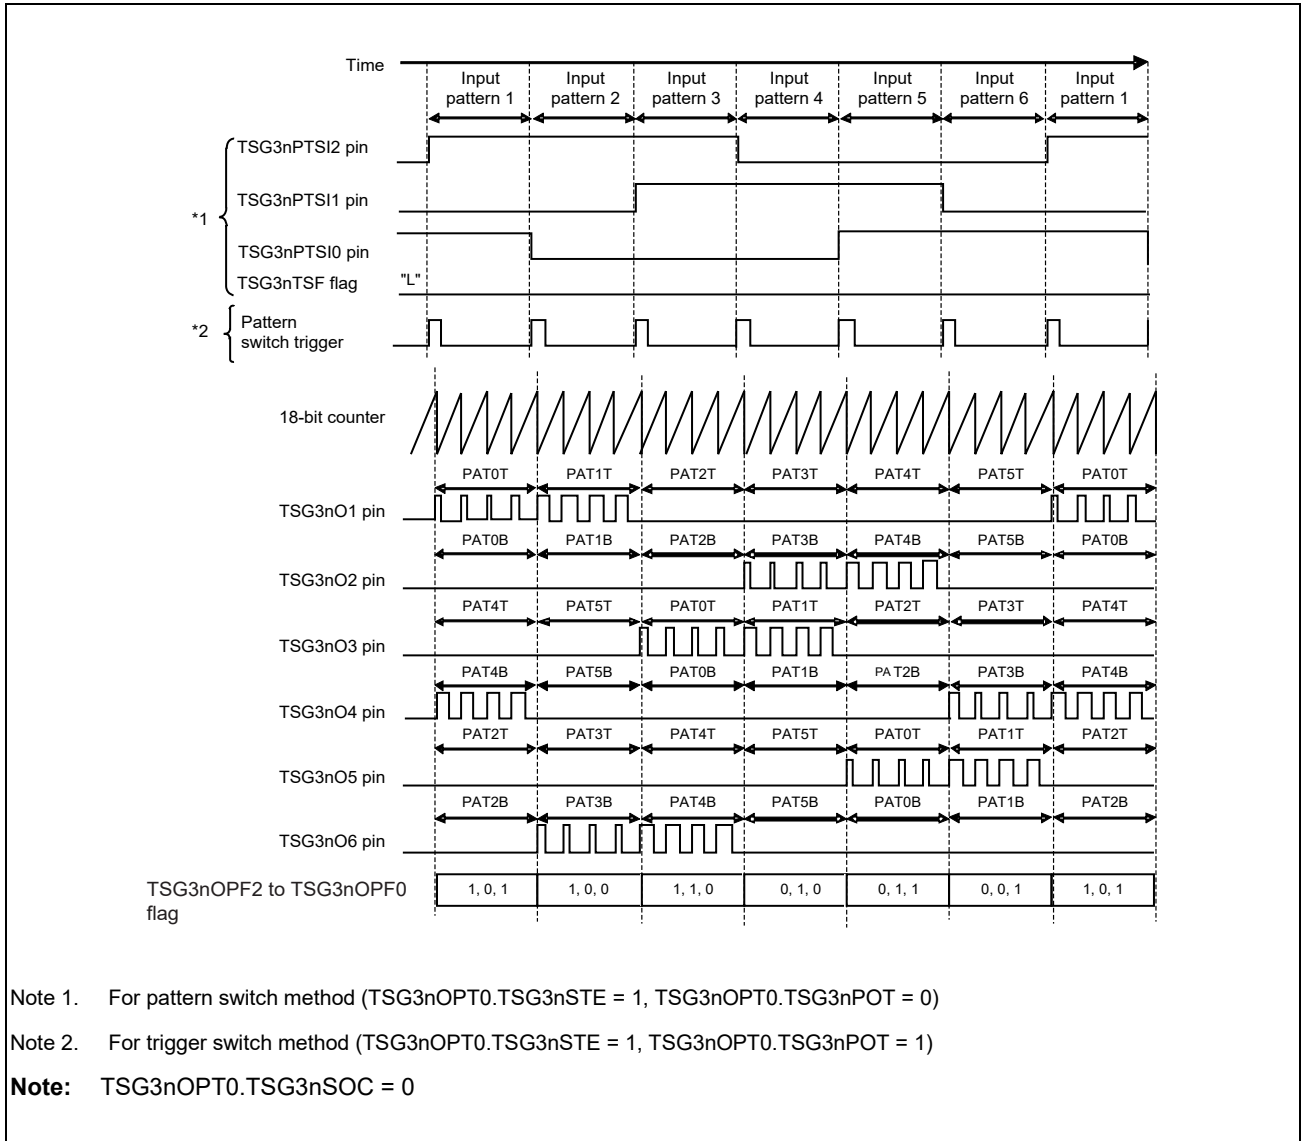 Time
Input pattern 1
Input pattern 2
Input pattern 3
Input pattern 4
Input pattern 5
Input pattern 6
Input pattern 1
*1
TSG3nPTSI2 pin
TSG3nPTSI1 pin
TSG3nPTSI0 pin
TSG3nTSF flag "L"
*2
Pattern
switch trigger
18-bit counter
PAT0T PAT1T PAT2T PAT3T PAT4T PAT5T PAT0T
TSG3nO1 pin
PAT0B PAT1B PAT2B PAT3B PAT4B PAT5B PAT0B
TSG3nO2 pin
PAT4T PAT5T PAT0T PAT1T PAT2T PAT3T PAT4T
TSG3nO3 pin
PAT4B PAT5B PAT0B PAT1B PA T2B PAT3B PAT4B
TSG3nO4 pin
PAT2T PAT3T PAT4T PAT5T PAT0T PAT1T PAT2T
TSG3nO5 pin
PAT2B PAT3B PAT4B PAT5B PAT0B PAT1B PAT2B
TSG3nO6 pin
TSG3nOPF2 to TSG3nOPF0
flag
1, 0, 1 1, 0, 0 1, 1, 0 0, 1, 0 0, 1, 1 0, 0, 1 1, 0, 1
Note 1. For pattern switch method (TSG3nOPT0.TSG3nSTE = 1, TSG3nOPT0.TSG3nPOT = 0)
Note 2. For trigger switch method (TSG3nOPT0.TSG3nSTE = 1, TSG3nOPT0.TSG3nPOT = 1)
Note: TSG3nOPT0.TSG3nSOC = 0